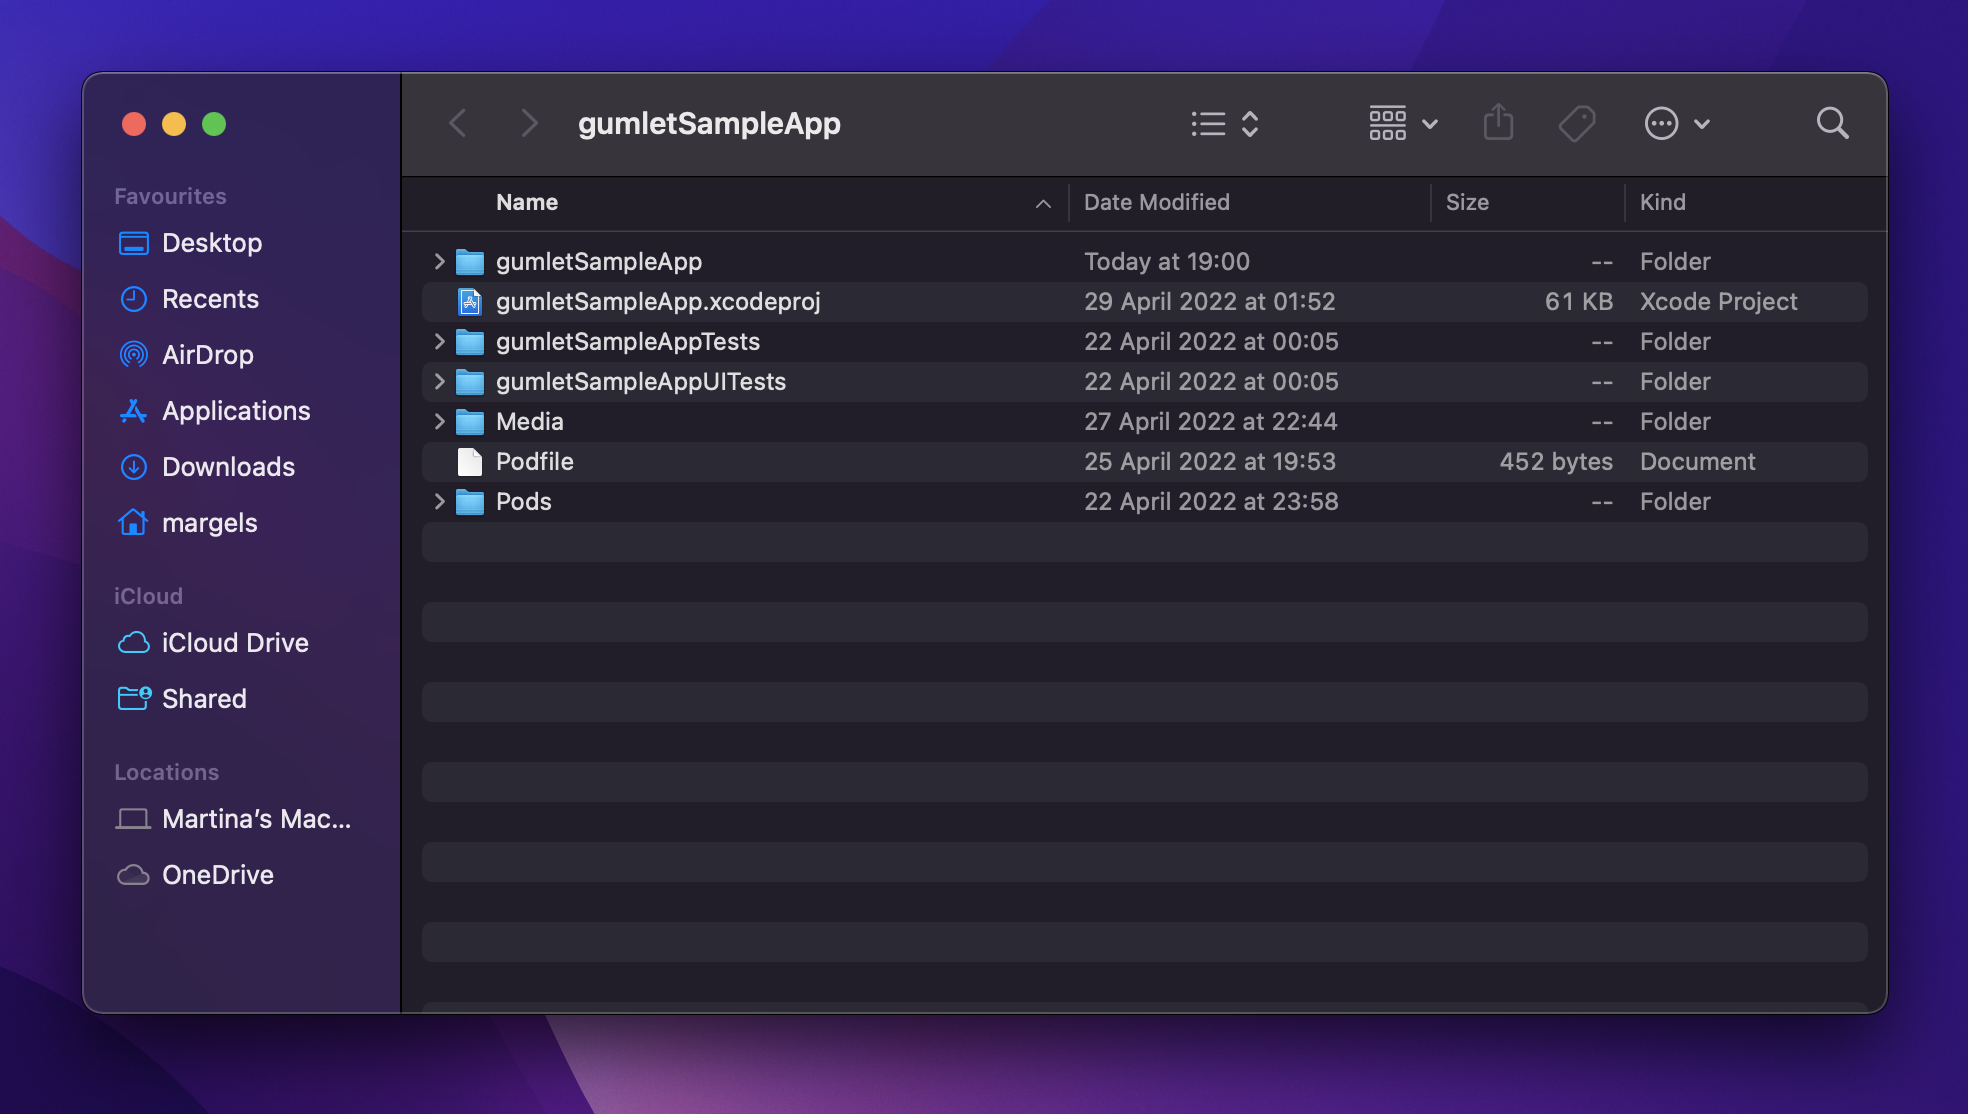 gumletSampleApp
Favourites
Desktop
Recents
AirDrop
Applications
Downloads
margels
iCloud
iCloud Drive
Shared
Locations
Martina’s Mac…
OneDrive
Name Date Modified Size Kind
gumletSampleApp Today at 19:00 -- Folder
gumletSampleApp.xcodeproj 29 April 2022 at 01:52 61 KB Xcode Project
gumletSampleAppTests 22 April 2022 at 00:05 -- Folder
gumletSampleAppUITests 22 April 2022 at 00:05 -- Folder
Media 27 April 2022 at 22:44 -- Folder
Podfile 25 April 2022 at 19:53 452 bytes Document
Pods 22 April 2022 at 23:58 -- Folder